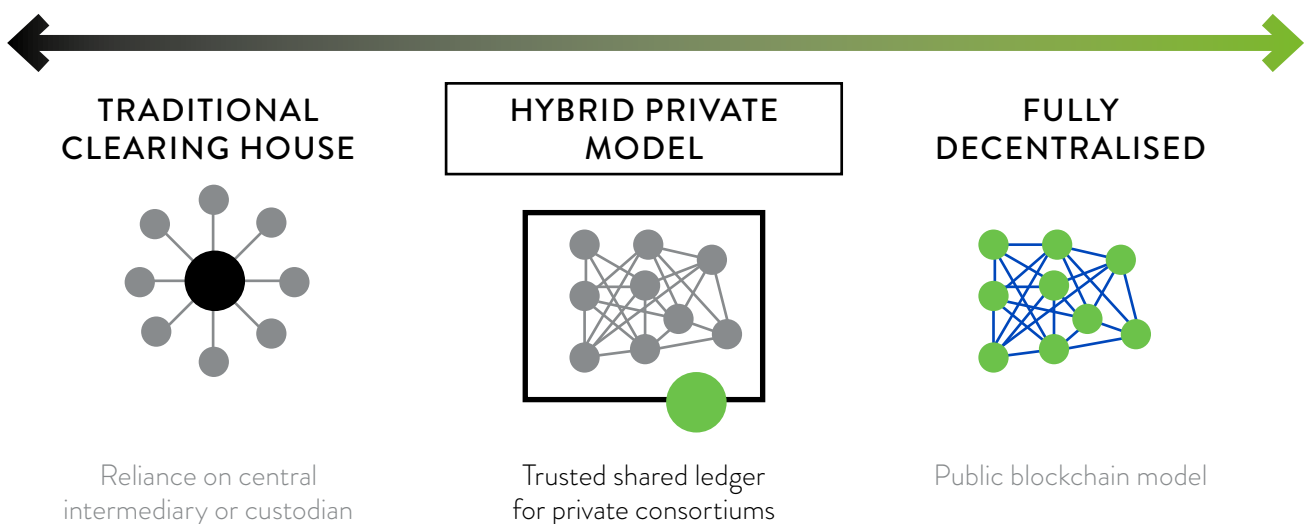 TRADITIONAL
CLEARING HOUSE
HYBRID PRIVATE
MODEL
FULLY
DECENTRALISED
Reliance on central
intermediary or custodian
Trusted shared ledger
for private consortiums
Public blockchain model